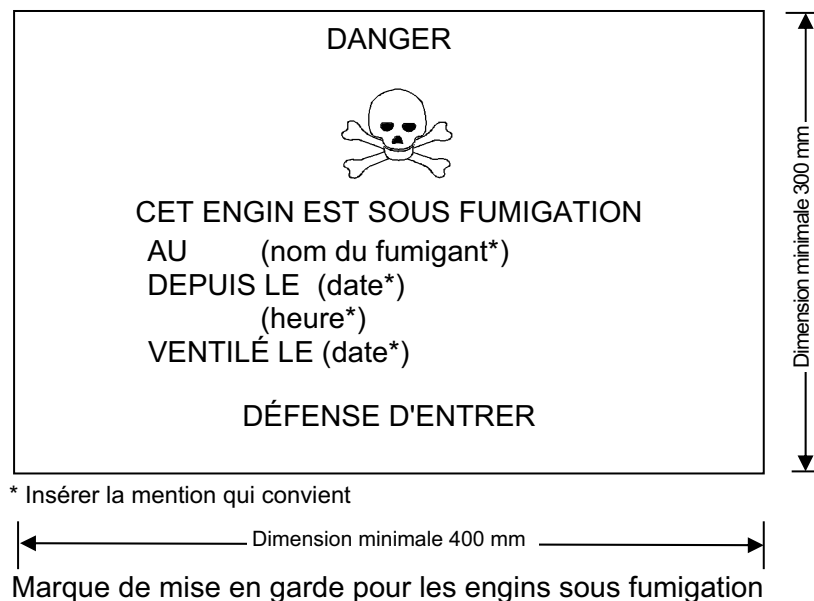 DANGER
CET ENGIN EST SOUS FUMIGATION
AU (nom du fumigant*)
DEPUIS LE (date*)
(heure*)
VENTILÉ LE (date*)
DÉFENSE D'ENTRER
Dimension minimale 300 mm
* Insérer la mention qui convient
Dimension minimale 400 mm
Marque de mise en garde pour les engins sous fumigation